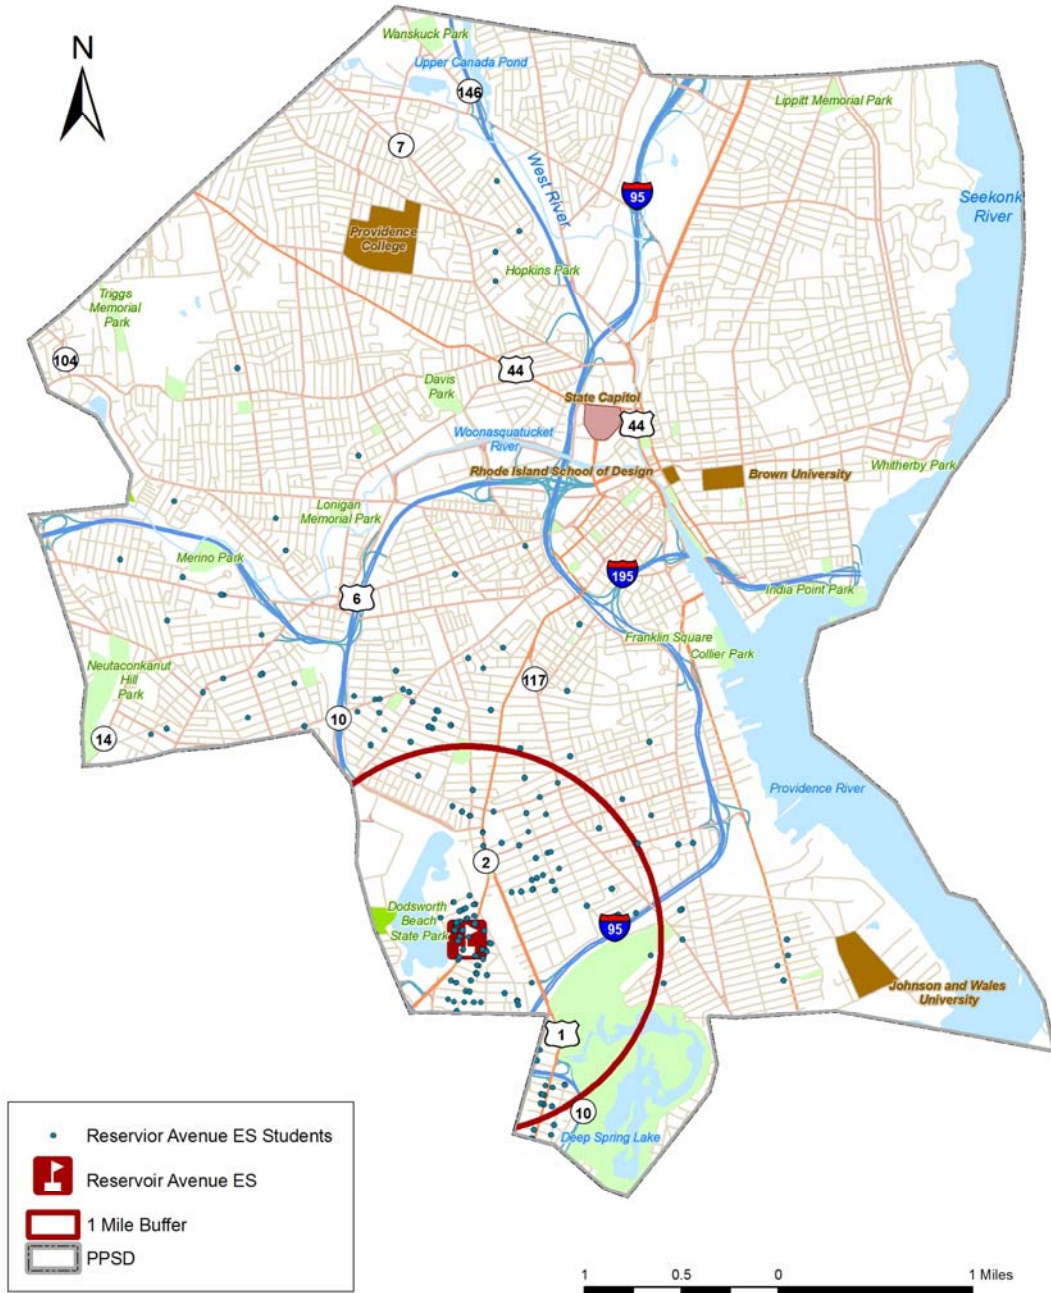 N
Wanskuck Park
Upper Canada Pond
146
Lippitt Memorial Park
7
West River
95
Seekonk
River
Providence
College
Hopkins Park
Triggs
Memorial
Park
104
44
Davis
Park
State Capitol
44
Woonasquatucket
River
Rhode Island School of Design
Brown University
Whitherby Park
Lonigan
Memorial Park
Merino Park
195
6
India Point Park
Franklin Square
Collier Park
Neutaconkanut
Hill
Park
117
10
14
Providence River
2
Dodsworth
Beach
State Park
95
Johnson and Wales
University
1
10
Deep Spring Lake
Reservior Avenue ES Students
Reservoir Avenue ES
1 Mile Buffer
PPSD
1 0.5 0 1 Miles